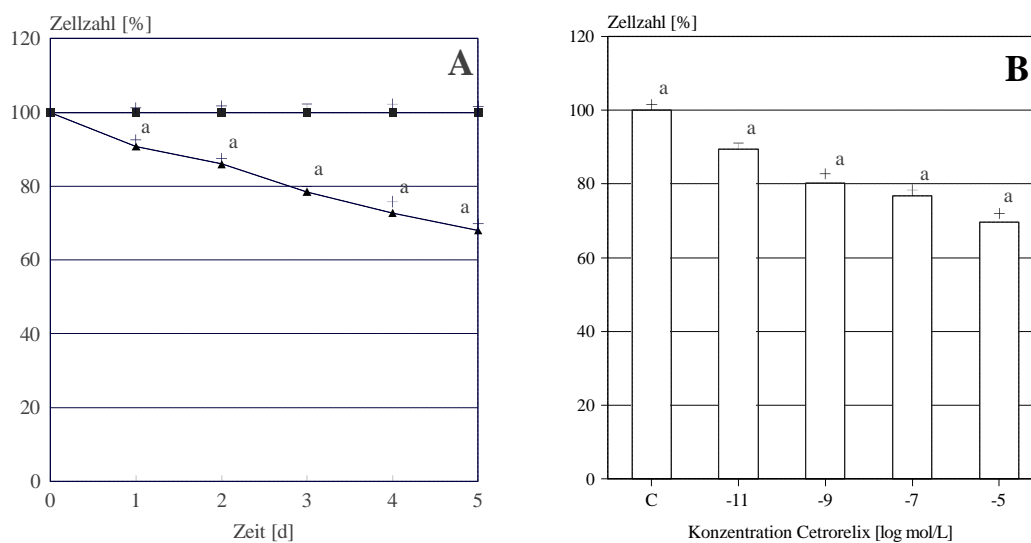 Zellzahl [%]
A
120
100
80
60
40
20
0
a
a
a
a
a
0 1 2 3 4 5
Zeit [d]
Zellzahl [%]
B
120
100
80
60
40
20
0
a
a
a
a
a
C -11 -9 -7 -5
Konzentration Cetrorelix [log mol/L]